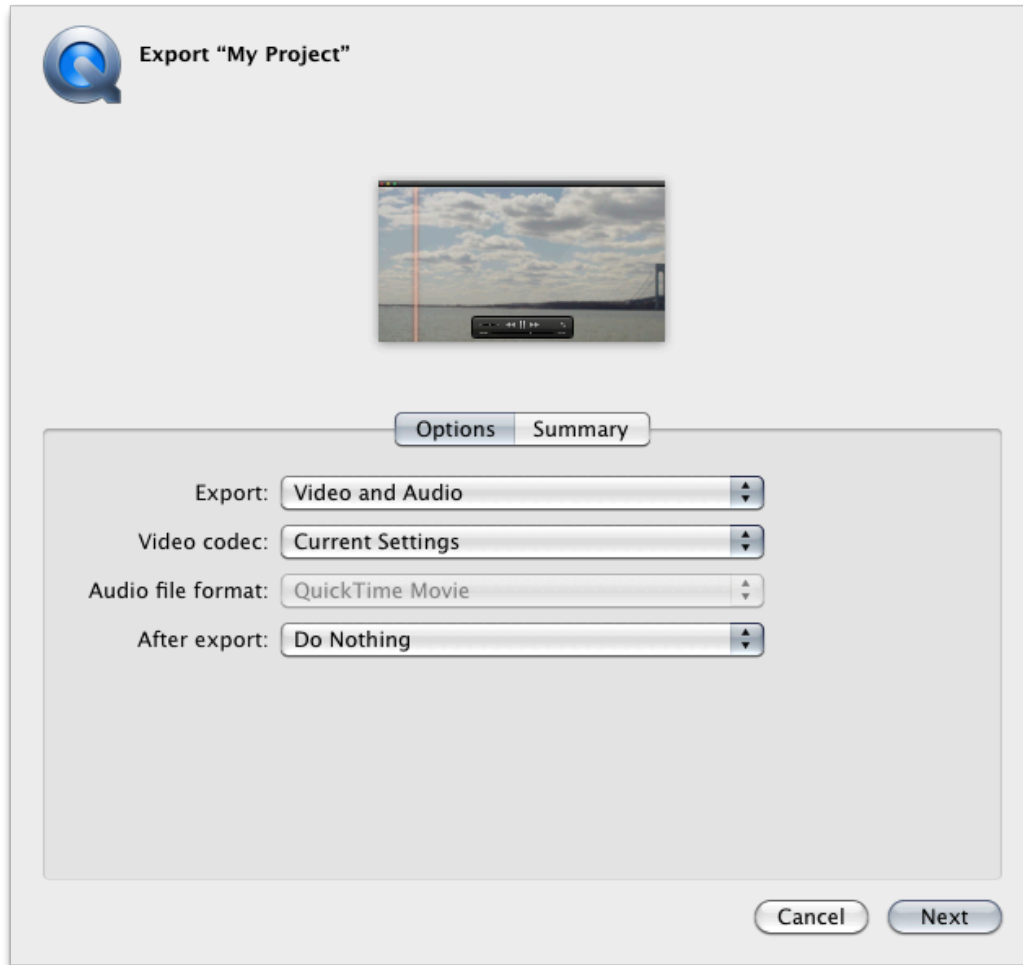 Export “My Project”
Options Summary
Export: Video and Audio
Video codec: Current Settings
Audio file format: QuickTime Movie
After export: Do Nothing
Cancel Next